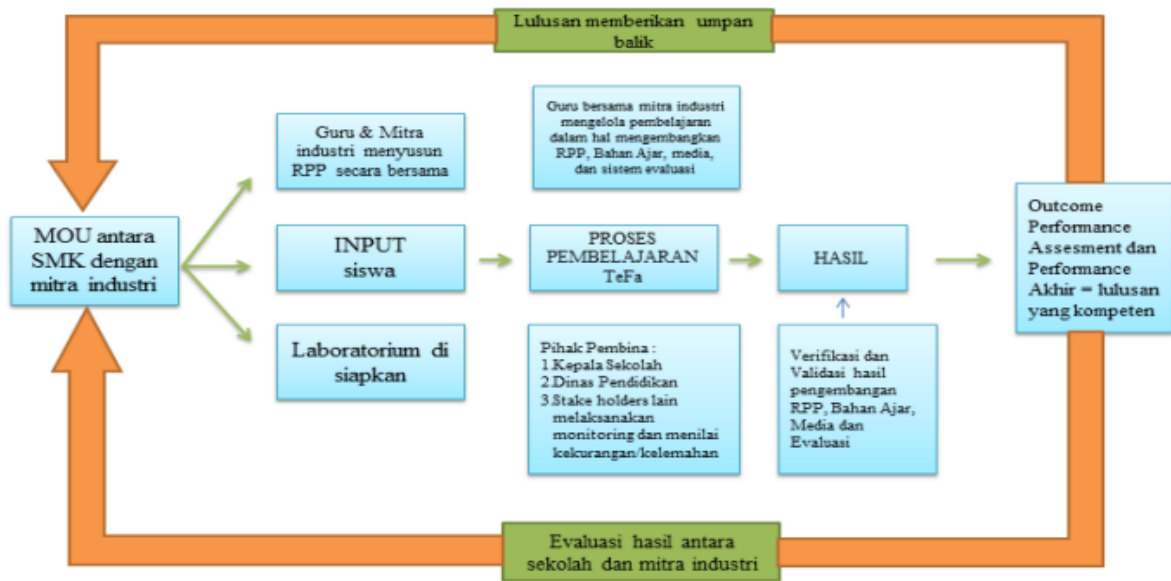 Lulusan memberikan umpan
balik
Guru & Mitra
industri menyusun
RPP secara bersama
Guru bersama mitra industri
mengelola pembelajaran
dalam hal mengembangkan
RPP, Bahan Ajar, media,
dan sistem evaluasi
MOU antara
SMK dengan
mitra industri
INPUT
siswa
PROSES
PEMBELAJARAN
TeFa
HASIL
Outcome
Performance
Assesment dan
Performance
Akhir = lulusan
yang kompeten
Laboratorium di
siapkan
Pihak Pembina :
1.Kepala Sekolah
2.Dinas Pendidikan
3.Stake holders lain
melaksanakan
monitoring dan menilai
kekurangan/kelemahan
Verifikasi dan
Validasi hasil
pengembangan
RPP, Bahan Ajar,
Media dan
Evaluasi
Evaluasi hasil antara
sekolah dan mitra industri